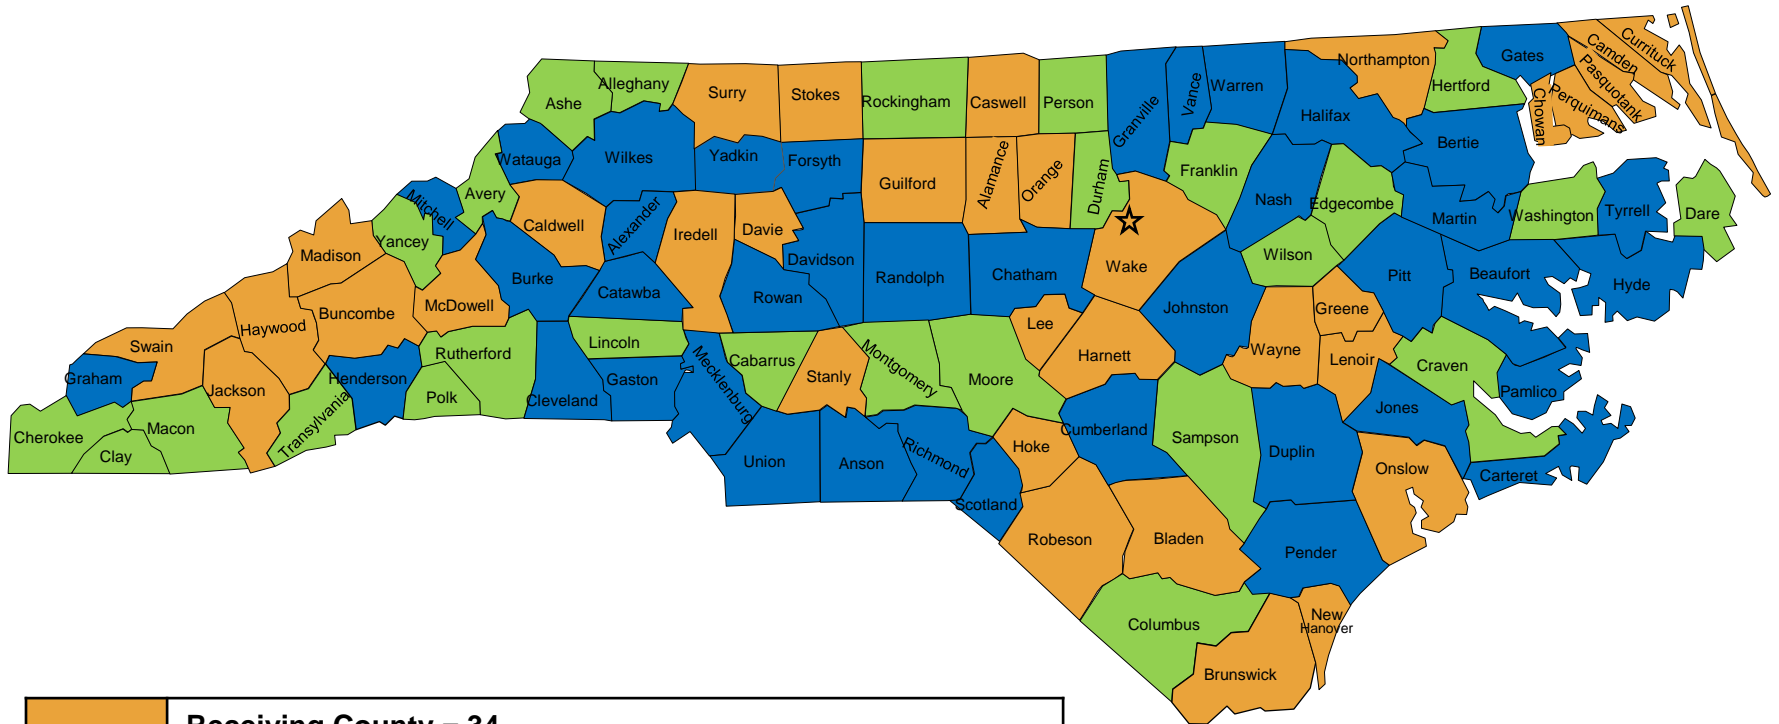 Northampton
Currituck
Camden
Gates
Pasquotank
Perquimans
Chowan
Hertford
Alleghany
Ashe
Surry
Stokes
Rockingham
Caswell
Person
Granville
Vance
Warren
Halifax
Bertie
Watauga
Wilkes
Yadkin
Forsyth
Guilford
Alamance
Orange
Durham
Franklin
Nash
Edgecombe
Martin
Washington
Tyrrell
Dare
Mitchell
Avery
Yancey
Madison
Caldwell
Alexander
Iredell
Davie
Davidson
Randolph
Chatham
Wake
Wilson
Pitt
Beaufort
Hyde
Burke
Catawba
Rowan
Johnston
Greene
McDowell
Buncombe
Haywood
Swain
Graham
Jackson
Henderson
Rutherford
Polk
Cleveland
Lincoln
Gaston
Mecklenburg
Cabarrus
Stanly
Montgomery
Moore
Lee
Harnett
Wayne
Lenoir
Craven
Pamlico
Jones
Cherokee
Clay
Macon
Transylvania
Union
Anson
Richmond
Scotland
Hoke
Cumberland
Sampson
Duplin
Onslow
Carteret
Robeson
Bladen
Pender
Columbus
New
Hanover
Brunswick
Receiving County = 34